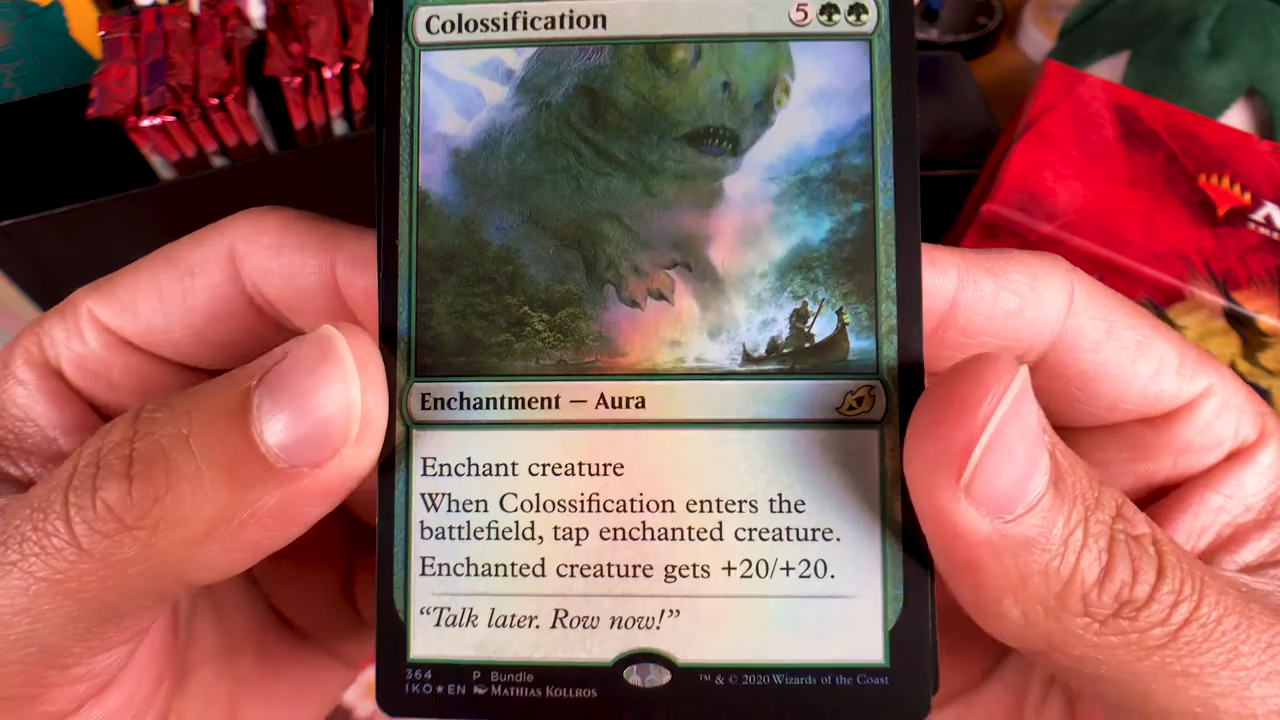 Colossification 5
Enchantment — Aura
Enchant creature
When Colossification enters the
battlefield, tap enchanted creature.
Enchanted creature gets +20/+20.
“Talk later. Row now!”
364 P Bundle
IKO★EN Mathias Kollros
™ & © 2020 Wizards of the Coast